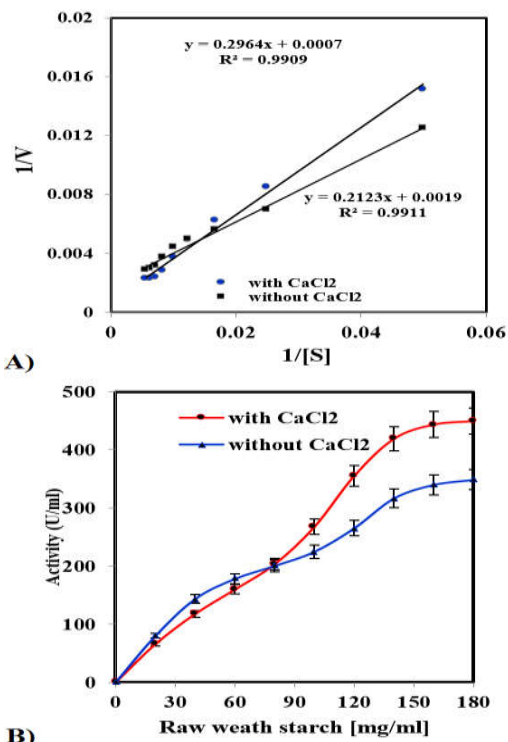 0.02
y = 0.2964x + 0.0007
R² = 0.9909
0.016
0.012
1/V
0.008
y = 0.2123x + 0.0019
R² = 0.9911
0.004
with CaCl2
without CaCl2
0
0 0.02 0.04 0.06
1/[S]
A)
500
with CaCl2
without CaCl2
400
300
Activity (U/ml)
200
100
0
0 30 60 90 120 150 180
Raw weath starch [mg/ml]
B)